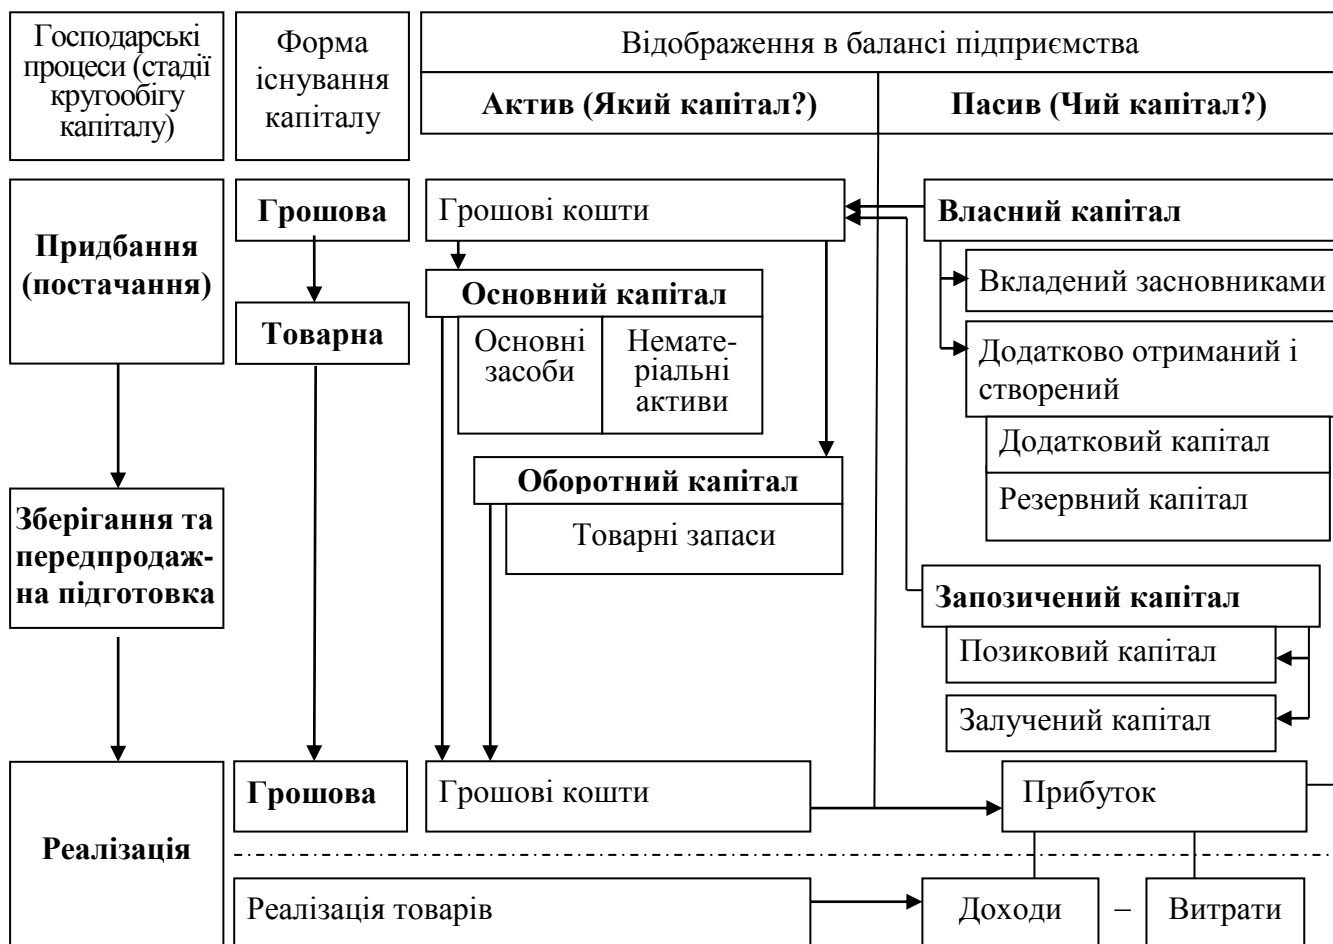 Господарські
процеси (стадії
кругообігу
капіталу)
Форма
існування
капіталу
Відображення в балансі підприємства
Актив (Який капітал?)
Пасив (Чий капітал?)
Придбання
(постачання)
Грошова
Товарна
Грошові кошти
Основний капітал
Основні
засоби
Немате-
ріальні
активи
Оборотний капітал
Товарні запаси
Власний капітал
Вкладений засновниками
Додатково отриманий і
створений
Додатковий капітал
Резервний капітал
Зберігання та
передпродаж-
на підготовка
Запозичений капітал
Позиковий капітал
Залучений капітал
Реалізація
Грошова
Грошові кошти
Прибуток
Реалізація товарів
Доходи – Витрати